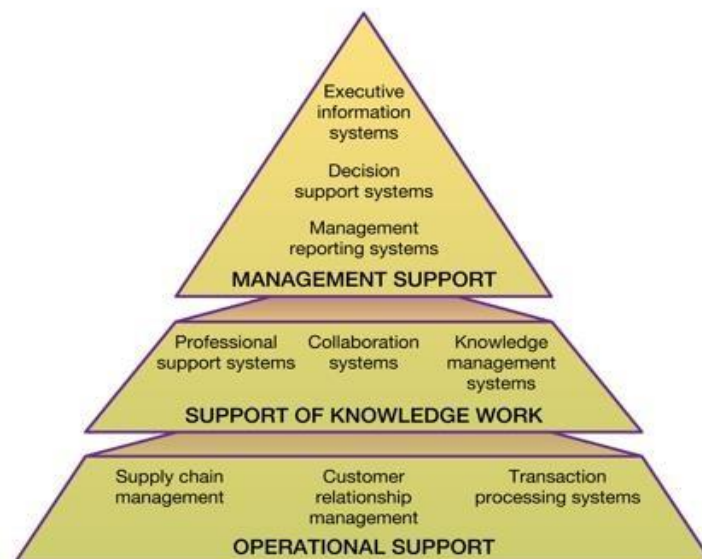 Executive
information
systems
Decision
support systems
Management
reporting systems
MANAGEMENT SUPPORT
Professional
support systems
Collaboration
systems
Knowledge
management
systems
SUPPORT OF KNOWLEDGE WORK
Supply chain
management
Customer
relationship
management
Transaction
processing systems
OPERATIONAL SUPPORT